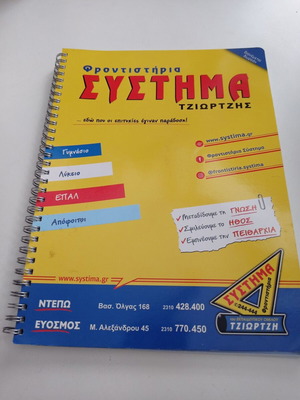 Φροντιστήρια
ΣΥΣΤΗΜΑ
ΤΖΙΩΡΤΖΗΣ
... εδώ που οι επιτυχίες έγιναν παράδοση!
www.systima.gr
Φροντιστήρια Σύστημα
@frontistiria.systima
Γυμνάσιο
Λύκειο
ΕΠΑΛ
Απόφοιτοι
Μεταδίδουμε τη ΓΝΩΣΗ
Σμιλεύουμε το ΗΘΟΣ
Εμπνέουμε την ΠΕΙΘΑΡΧΙΑ
www.systima.gr
ΣΥΣΤΗΜΑ
Φροντιστήρια
ΤΖΙΩΡΤΖΗ
ΝΤΕΠΩ Βασ. Όλγας 168 2310 428.400
ΕΥΟΣΜΟΣ Μ. Αλεξάνδρου 45 2310 770.450